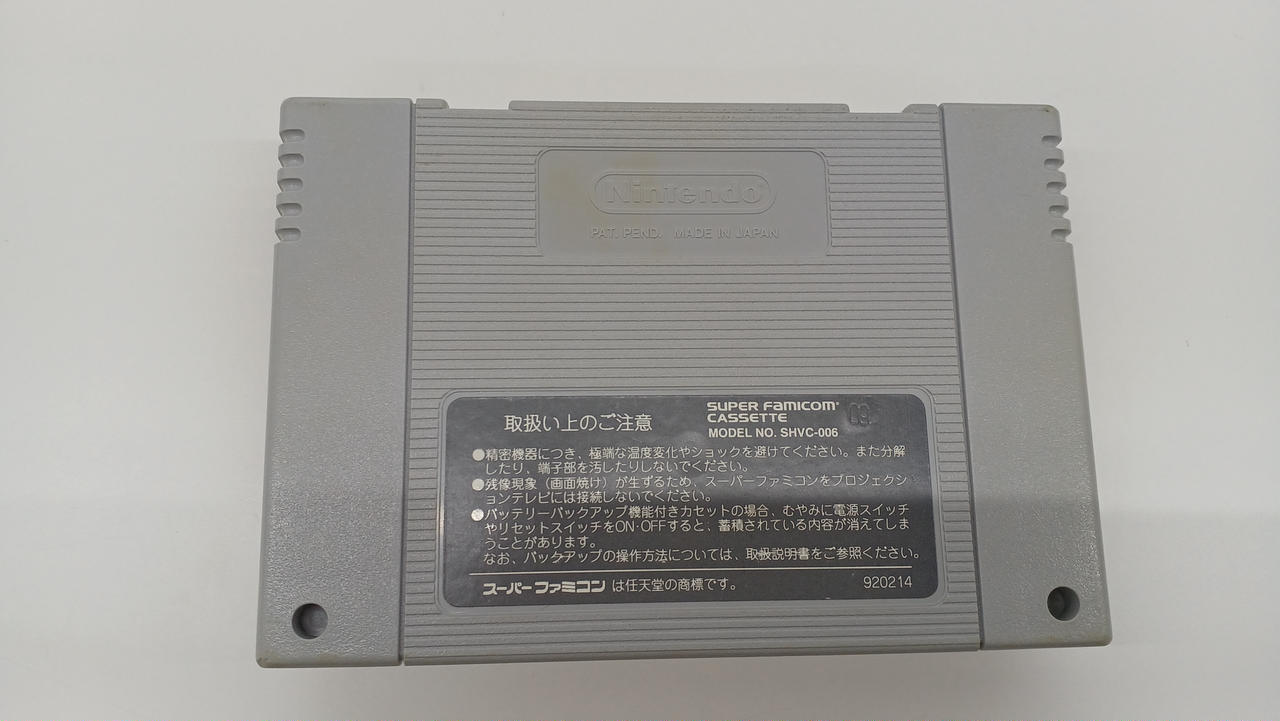 Nintendo
PAT. PEND. MADE IN JAPAN
取扱い上のご注意
SUPER FAMICOM
CASSETTE
MODEL NO. SHVC-006
●精密機器につき、極端な温度変化やショックを避けてください。また分解
したり、端子部を汚したりしないでください。
●残像現象（画面焼け）が生ずるため、スーパーファミコンをプロジェクシ
ョンテレビには接続しないでください。
●バッテリーバックアップ機能付きカセットの場合、むやみに電源スイッチ
やリセットスイッチをON・OFFすると、蓄積されている内容が消えてしま
うことがあります。
なお、バックアップの操作方法については、取扱説明書をご参照ください。
スーパーファミコン は任天堂の商標です。
920214